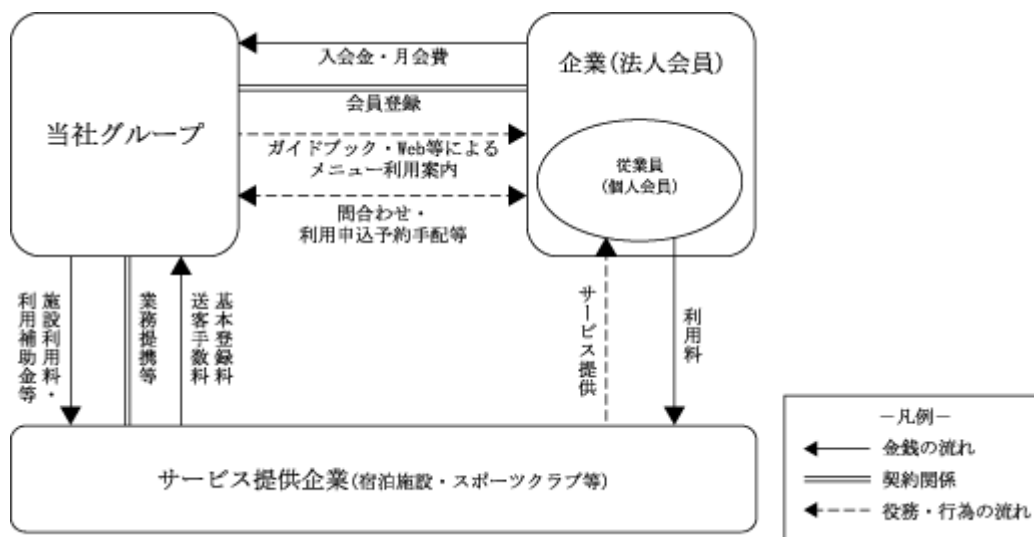 入会金・月会費
会員登録
当社グループ
ガイドブック・Web等による
メニュー利用案内
問合わせ・
利用申込予約手配等
企業(法人会員)
従業員
(個人会員)
施設利用料・
利用補助金等
業務提携等
基本登録料
送客手数料
サービス提供
利用料
サービス提供企業(宿泊施設・スポーツクラブ等)
－凡例－
金銭の流れ
契約関係
役務・行為の流れ